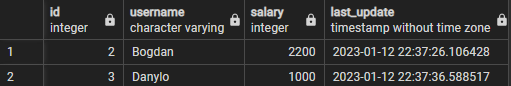 id username salary last_update
integer character varying integer timestamp without time zone
1 2 Bogdan 2200 2023-01-12 22:37:26.106428
2 3 Danylo 1000 2023-01-12 22:37:36.588517